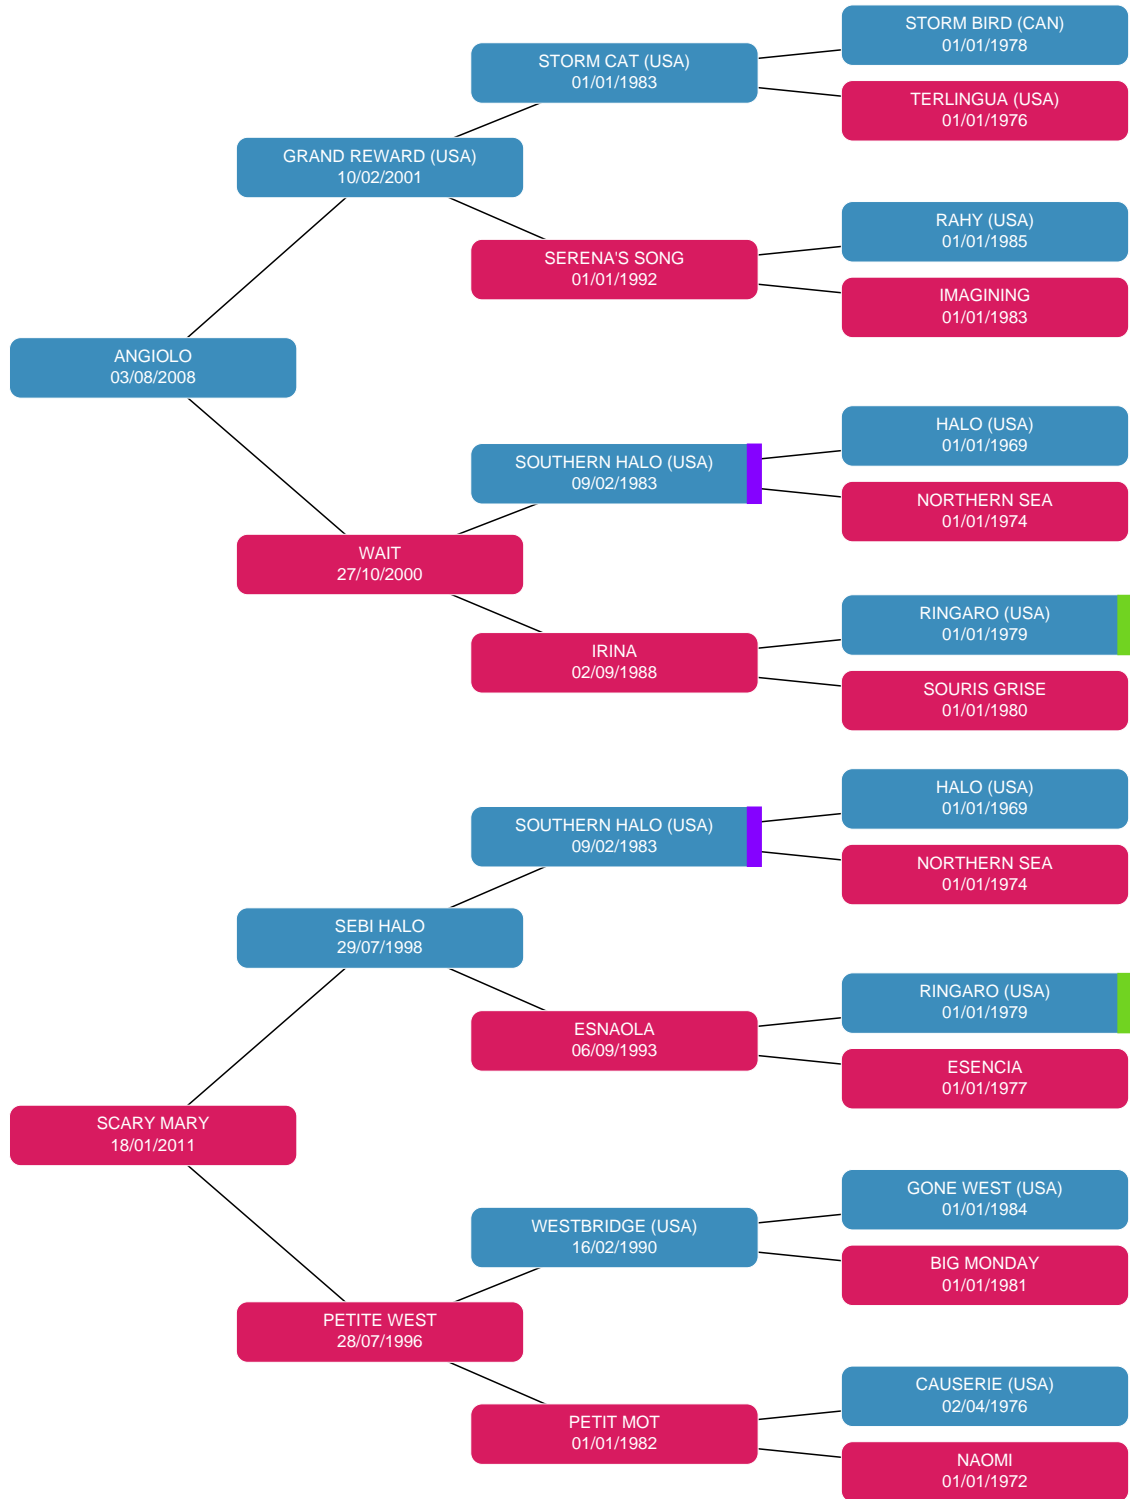 STORM BIRD (CAN)
01/01/1978
STORM CAT (USA)
01/01/1983
TERLINGUA (USA)
01/01/1976
GRAND REWARD (USA)
10/02/2001
RAHY (USA)
01/01/1985
SERENA'S SONG
01/01/1992
IMAGINING
01/01/1983
ANGIOLO
03/08/2008
HALO (USA)
01/01/1969
SOUTHERN HALO (USA)
09/02/1983
NORTHERN SEA
01/01/1974
WAIT
27/10/2000
RINGARO (USA)
01/01/1979
IRINA
02/09/1988
SOURIS GRISE
01/01/1980
HALO (USA)
01/01/1969
SOUTHERN HALO (USA)
09/02/1983
NORTHERN SEA
01/01/1974
SEBI HALO
29/07/1998
RINGARO (USA)
01/01/1979
ESNAOLA
06/09/1993
ESENCIA
01/01/1977
SCARY MARY
18/01/2011
GONE WEST (USA)
01/01/1984
WESTBRIDGE (USA)
16/02/1990
BIG MONDAY
01/01/1981
PETITE WEST
28/07/1996
CAUSERIE (USA)
02/04/1976
PETIT MOT
01/01/1982
NAOMI
01/01/1972